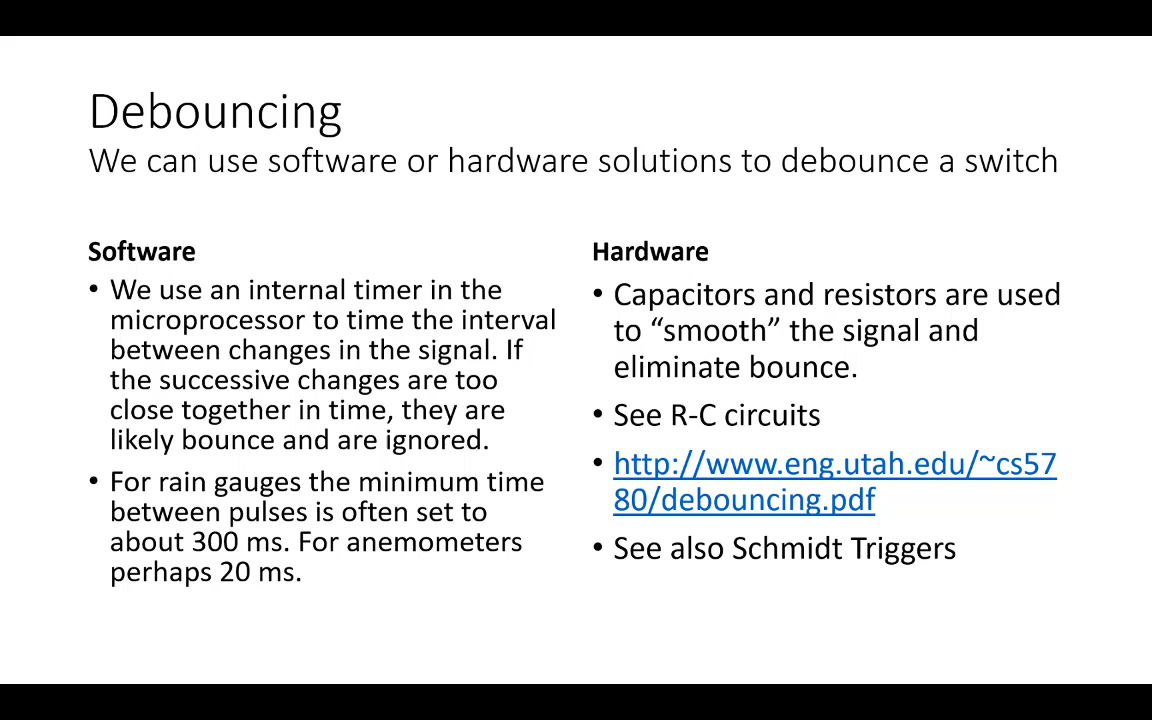 Debouncing
We can use software or hardware solutions to debounce a switch
Software
• We use an internal timer in the
microprocessor to time the interval
between changes in the signal. If
the successive changes are too
close together in time, they are
likely bounce and are ignored.
• For rain gauges the minimum time
between pulses is often set to
about 300 ms. For anemometers
perhaps 20 ms.
Hardware
• Capacitors and resistors are used
to “smooth” the signal and
eliminate bounce.
• See R-C circuits
• http://www.eng.utah.edu/~cs57
80/debouncing.pdf
• See also Schmidt Triggers